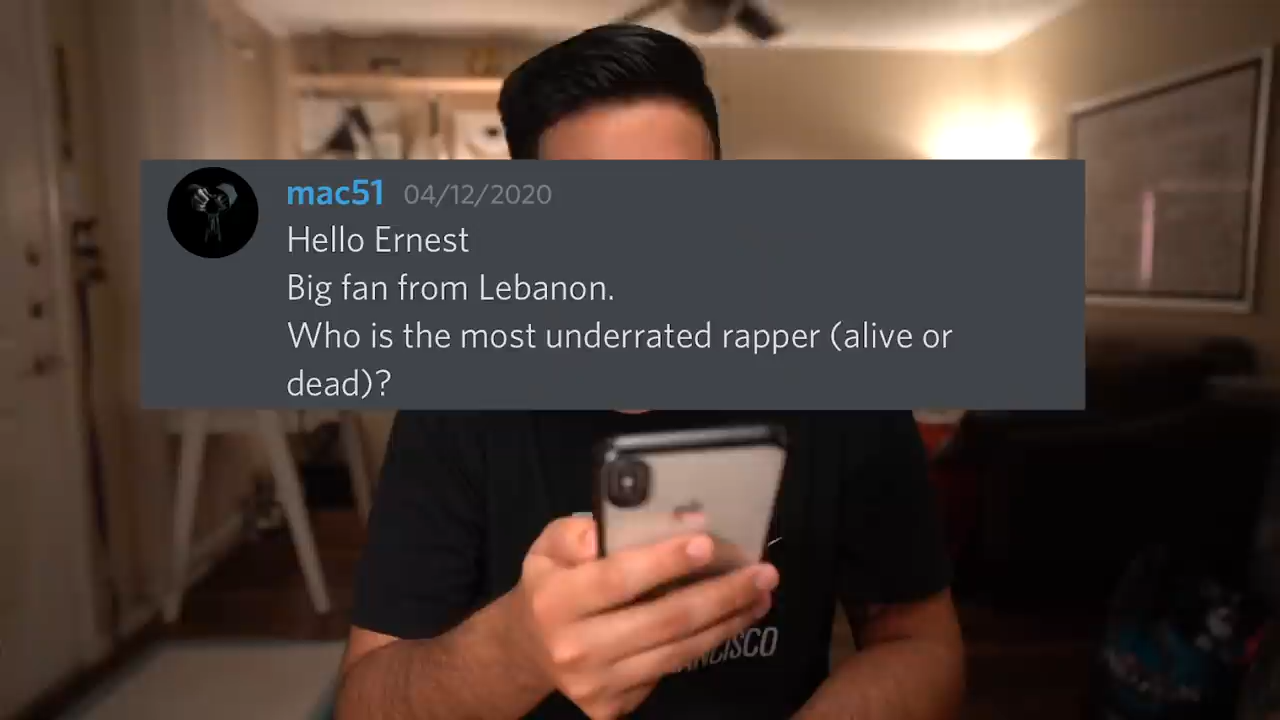 mac51 04/12/2020
Hello Ernest
Big fan from Lebanon.
Who is the most underrated rapper (alive or
dead)?